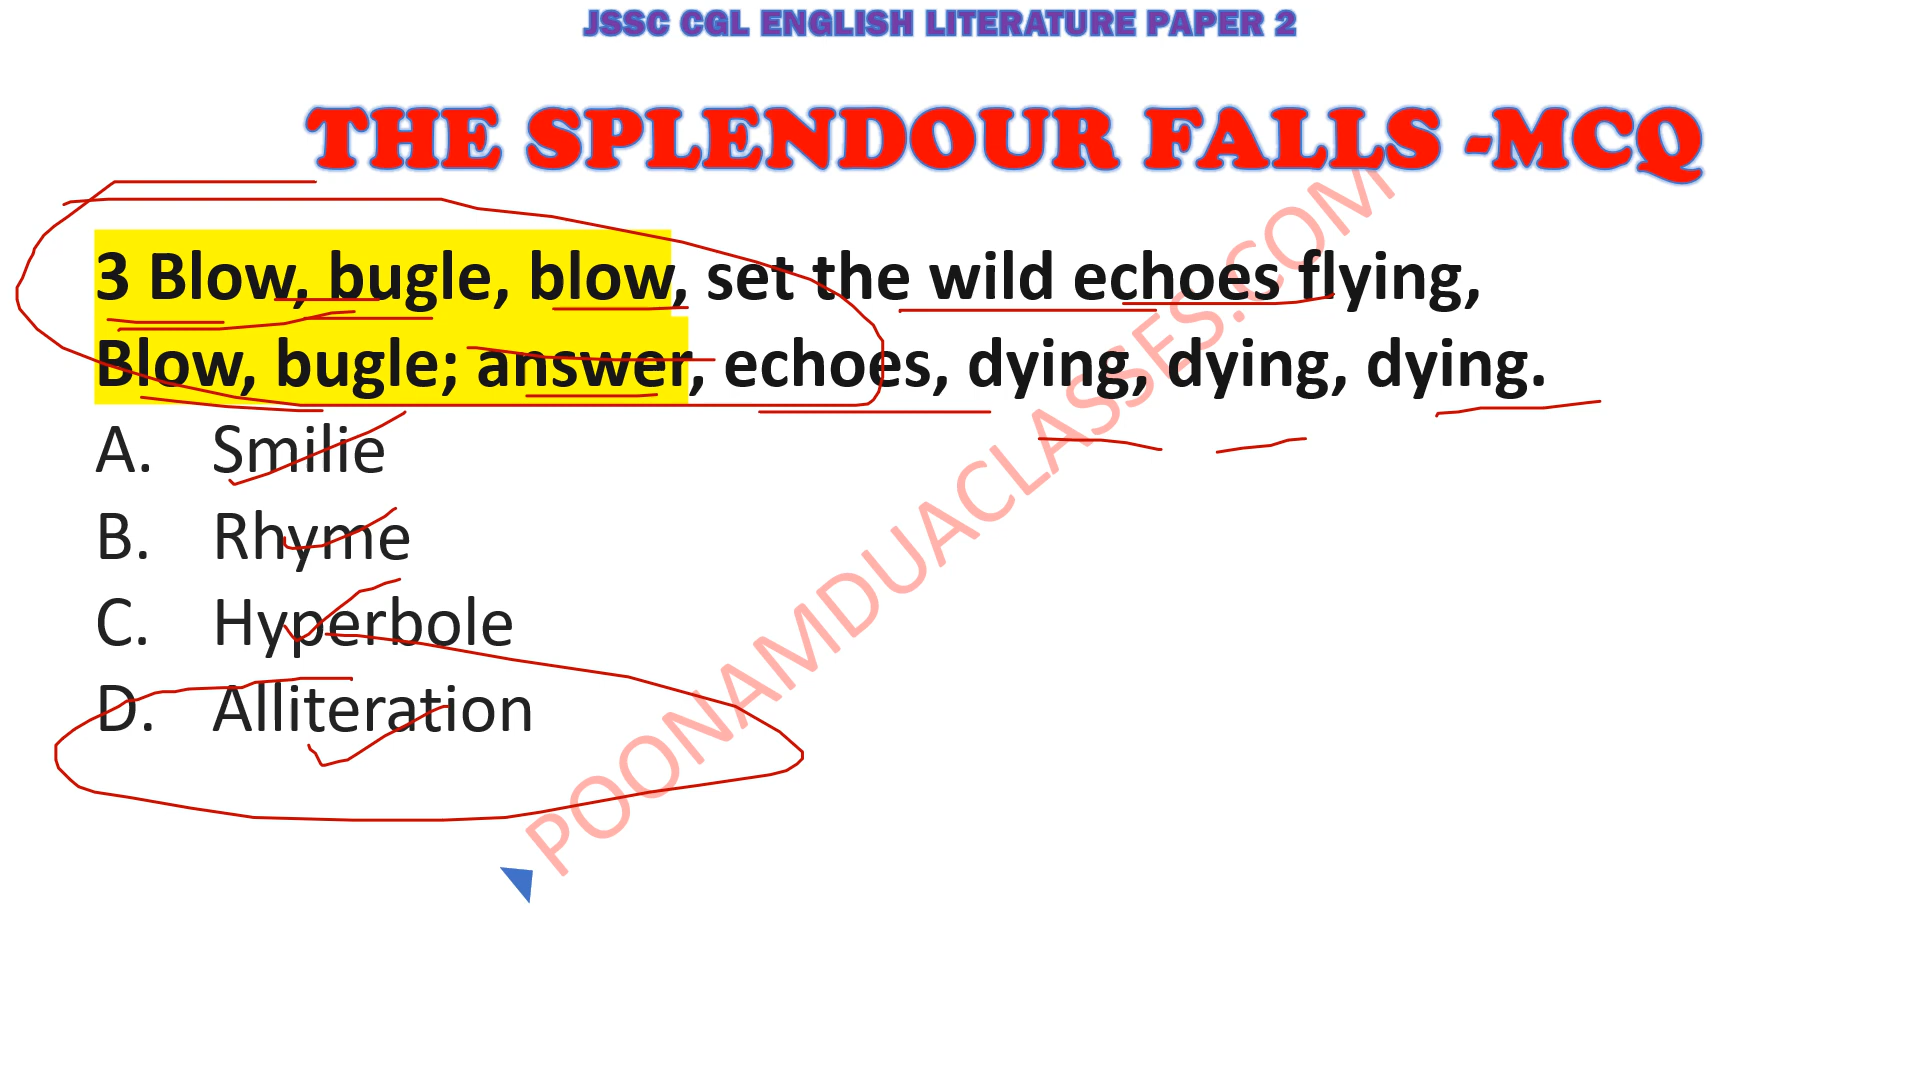 JSSC CGL ENGLISH LITERATURE PAPER 2
THE SPLENDOUR FALLS -MCQ
3 Blow, bugle, blow, set the wild echoes flying,
Blow, bugle; answer, echoes, dying, dying, dying.
A. Smilie
B. Rhyme
C. Hyperbole
D. Alliteration
POONAMDUACLASSES.COM